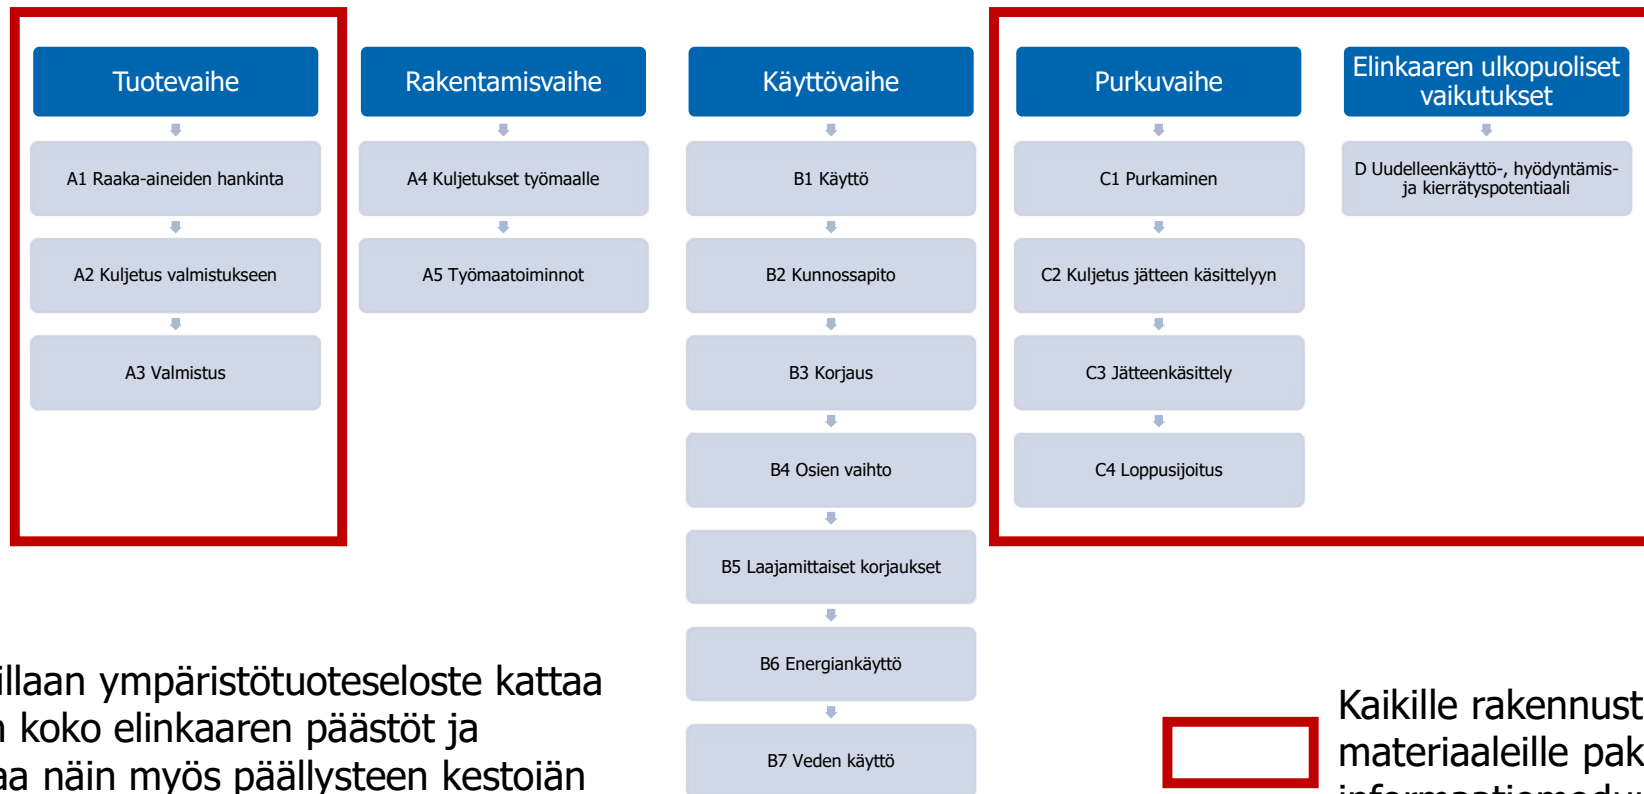 Tuotevaihe
A1 Raaka-aineiden hankinta
A2 Kuljetus valmistukseen
A3 Valmistus
Rakentamisvaihe
A4 Kuljetukset työmaalle
A5 Työmaatoiminnot
Käyttövaihe
B1 Käyttö
B2 Kunnossapito
B3 Korjaus
B4 Osien vaihto
B5 Laajamittaiset korjaukset
B6 Energiankäyttö
B7 Veden käyttö
Purkuvaihe
C1 Purkaminen
C2 Kuljetus jätteen käsittelyyn
C3 Jätteenkäsittely
C4 Loppusijoitus
Elinkaaren ulkopuoliset
vaikutukset
D Uudelleenkäyttö-, hyödyntämis-
ja kierrätyspotentiaali
ympäristötuoteseloste kattaa
koko elinkaaren päästöt ja
näin myös päällysteen kestoiän
Kaikille
materiaaleille